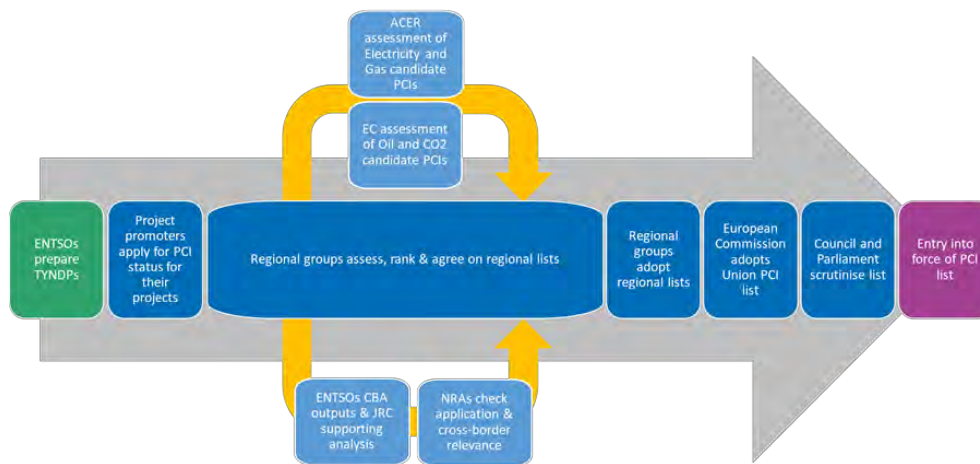 ACER
assessment of
Electricity and
Gas candidate
PCIs
EC assessment
of Oil and CO2
candidate PCIs
ENTSOs
prepare
TYNDPs
Project
promoters
apply for PCI
status for
their
projects
Regional groups assess, rank & agree on regional lists
Regional
groups
adopt
regional lists
European
Commission
adopts
Union PCI
list
Council and
Parliament
scrutinise list
Entry into
force of PCI
list
ENTSOs CBA
outputs & JRC
supporting
analysis
NRAs check
application &
cross-border
relevance